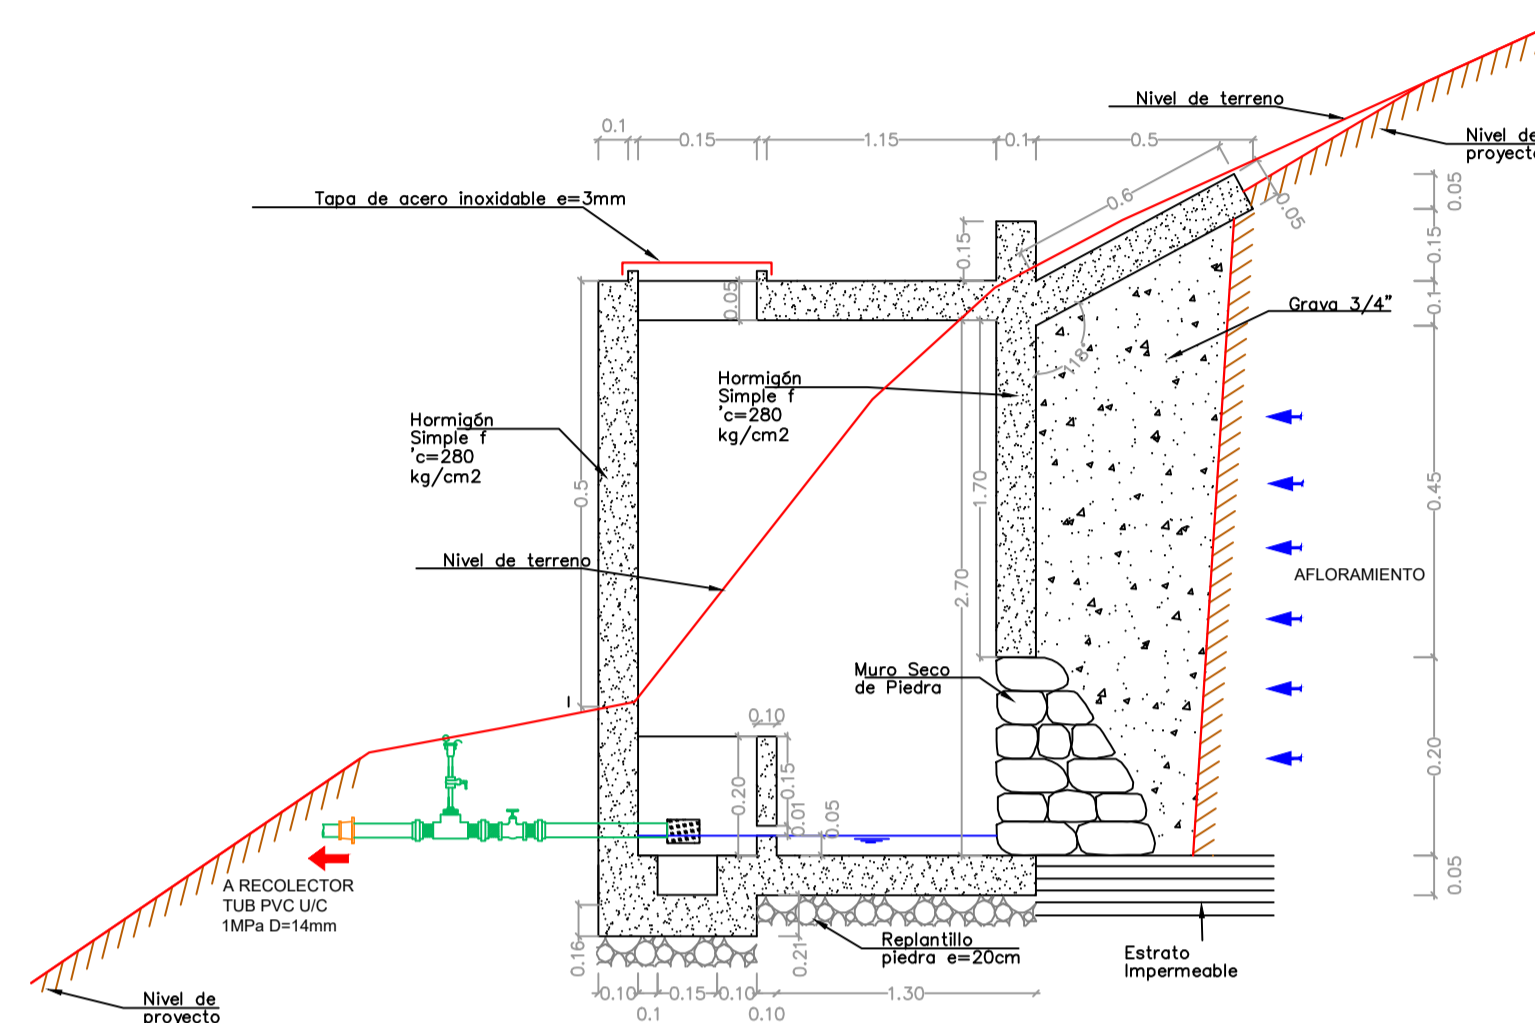 Nivel de terreno
Nivel de
proyecto
0.1
0.15
1.15
0.1
0.5
0.05
0.6
0.05
Tapa de acero inoxidable e=3mm
0.15
0.15
0.05
0.1
Grava 3/4"
Hormigón
Simple f
'c=280
kg/cm2
Hormigón
Simple f
'c=280
kg/cm2
0.5
1.70
0.45
Nivel de terreno
2.70
AFLORAMIENTO
Muro Seco
de Piedra
0.10
0.20
0.15
0.01
0.05
0.20
0.05
A RECOLECTOR
TUB PVC U/C
1MPa D=14mm
Replantillo
piedra e=20cm
Estrato
Impermeable
0.16
0.21
0.10
0.15
0.10
1.30
0.1
0.10
Nivel de
proyecto